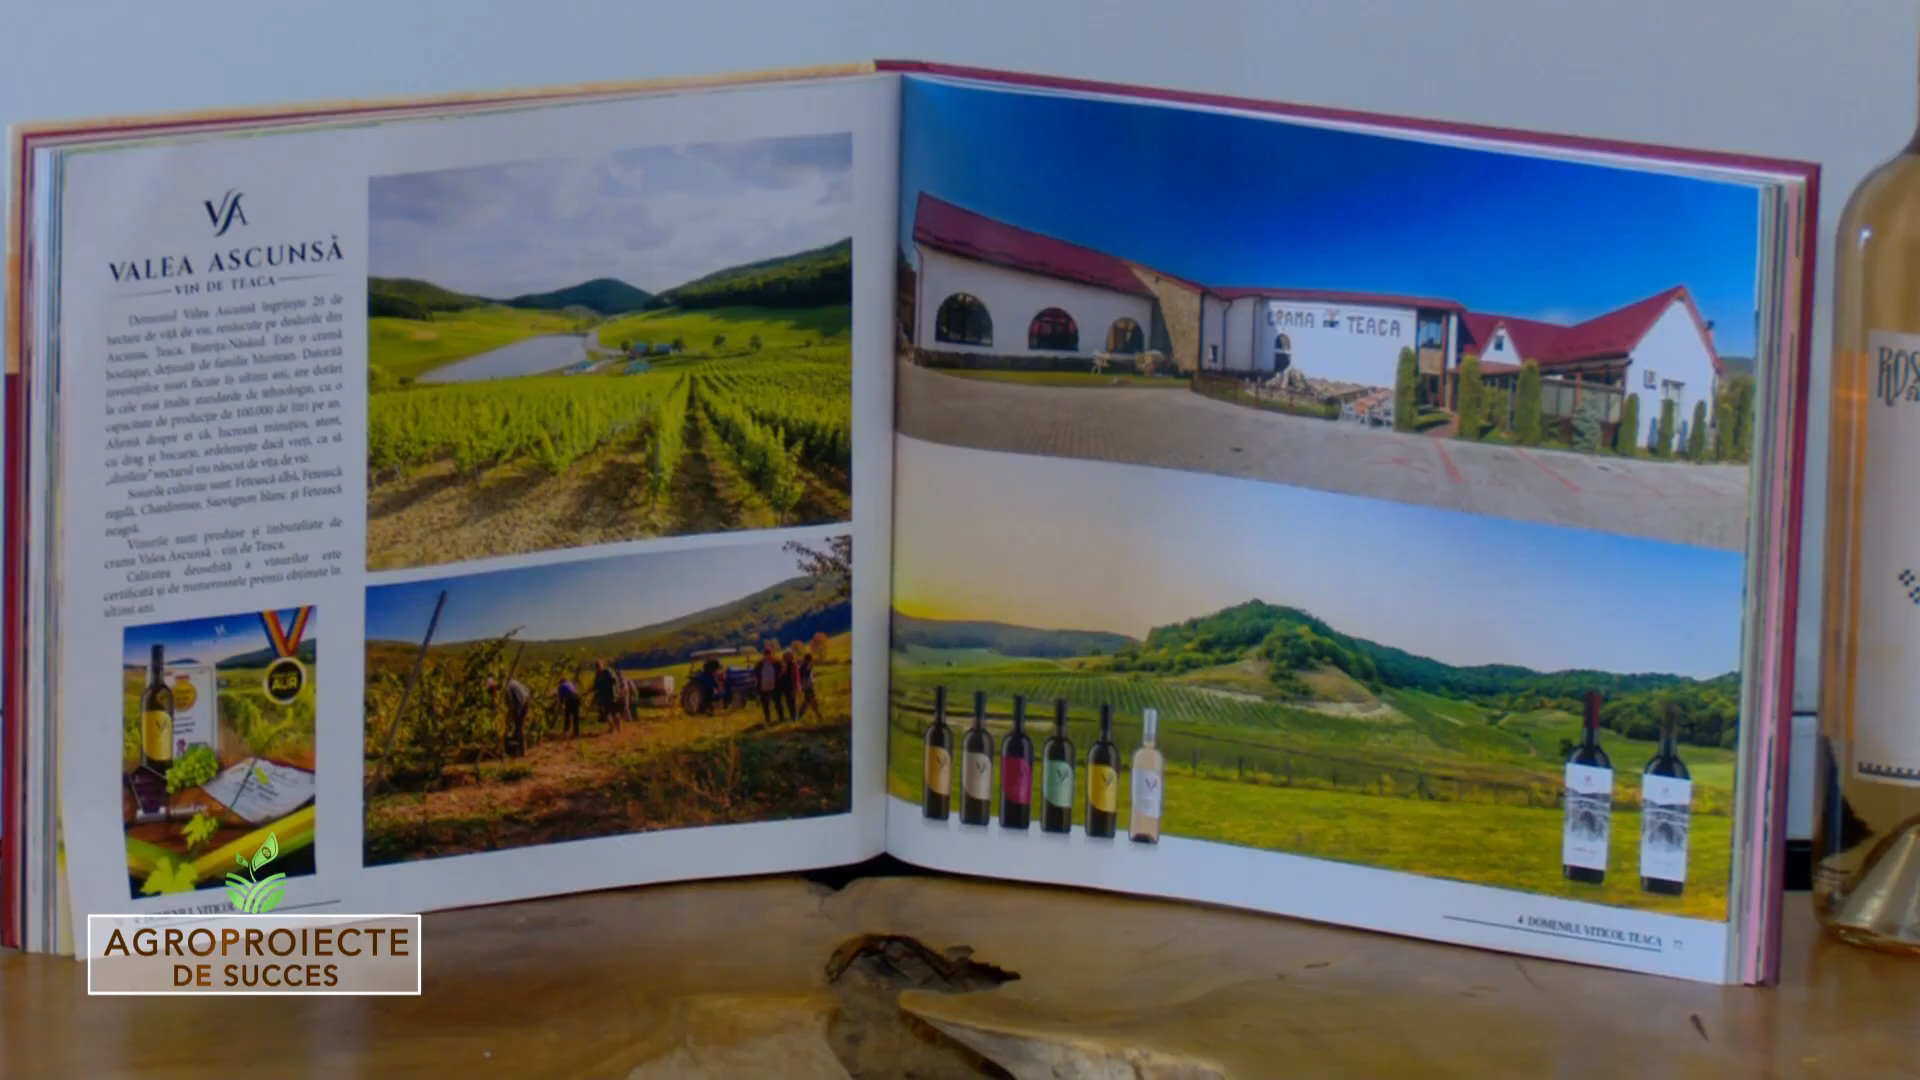 VA
VALEA ASCUNSĂ
VIN DE TEACA
Domeniul Valea Ascunsă îngrijește 20 de
hectare de viță de vie, renăscute pe dealurile din
Ascunsa, Teaca, Bistrița-Năsăud. Este o cramă
boutique, deținută de familia Muntean. Datorită
investițiilor mari făcute în ultimii ani, are dotări
la cele mai înalte standarde de tehnologie, cu o
capacitate de producție de 100.000 de litri pe an.
Afirmă despre ei că, lucrează minuțios, atent,
cu drag și bucurie, ardelenește dacă vreți, ca să
nectarul viu născut de vița de vie.
Soiurile cultivate sunt: Fetească albă, Fetească
regală, Chardonnay, Sauvignon blanc și Fetească
neagră.
Vinurile sunt produse și îmbuteliate de
crama Valea Ascunsă - vin de Teaca.
Calitatea deosebită a vinurilor este
certificată și de numeroasele premii obținute în
ultimii ani.
AUR
DOMENIUL VITICOL
CRAMA TEACA
4 DOMENIUL VITICOL TEACA 77
ROS
AGROPROIECTE
DE SUCCES